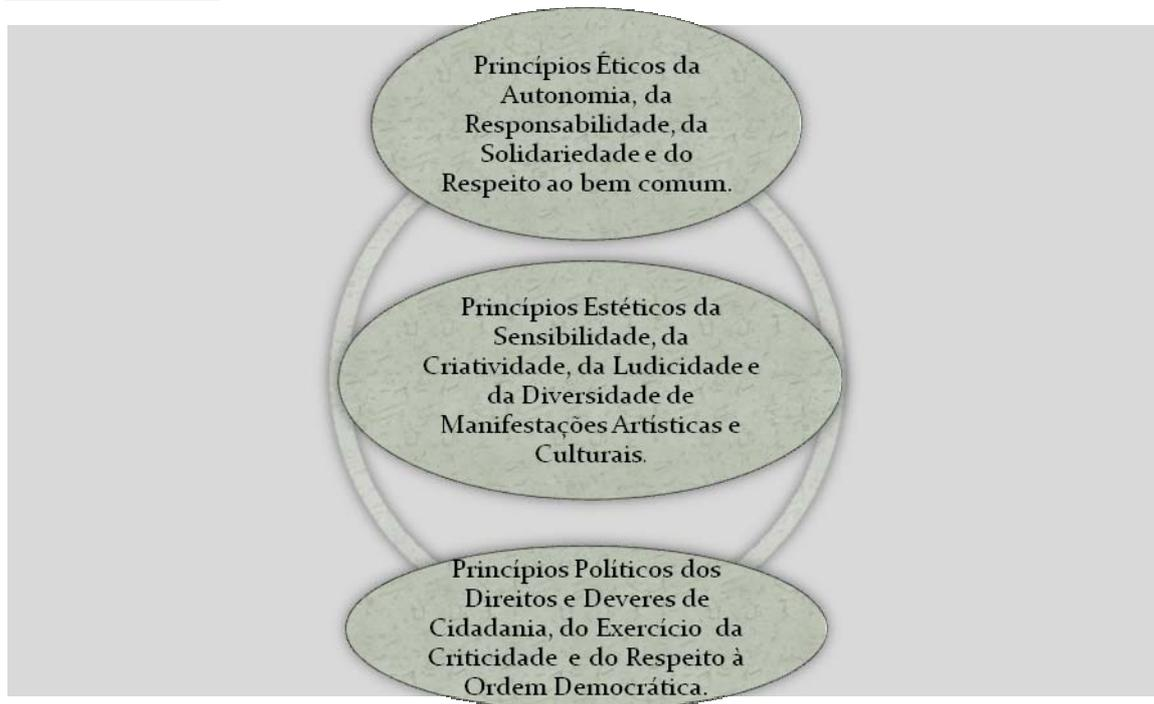 Princípios Éticos da
Autonomia, da
Responsabilidade, da
Solidariedade e do
Respeito ao bem comum.
Princípios Estéticos da
Sensibilidade, da
Criatividade, da Ludicidade e
da Diversidade de
Manifestações Artísticas e
Culturais.
Princípios Políticos dos
Direitos e Deveres de
Cidadania, do Exercício da
Criticidade e do Respeito à
Ordem Democrática.